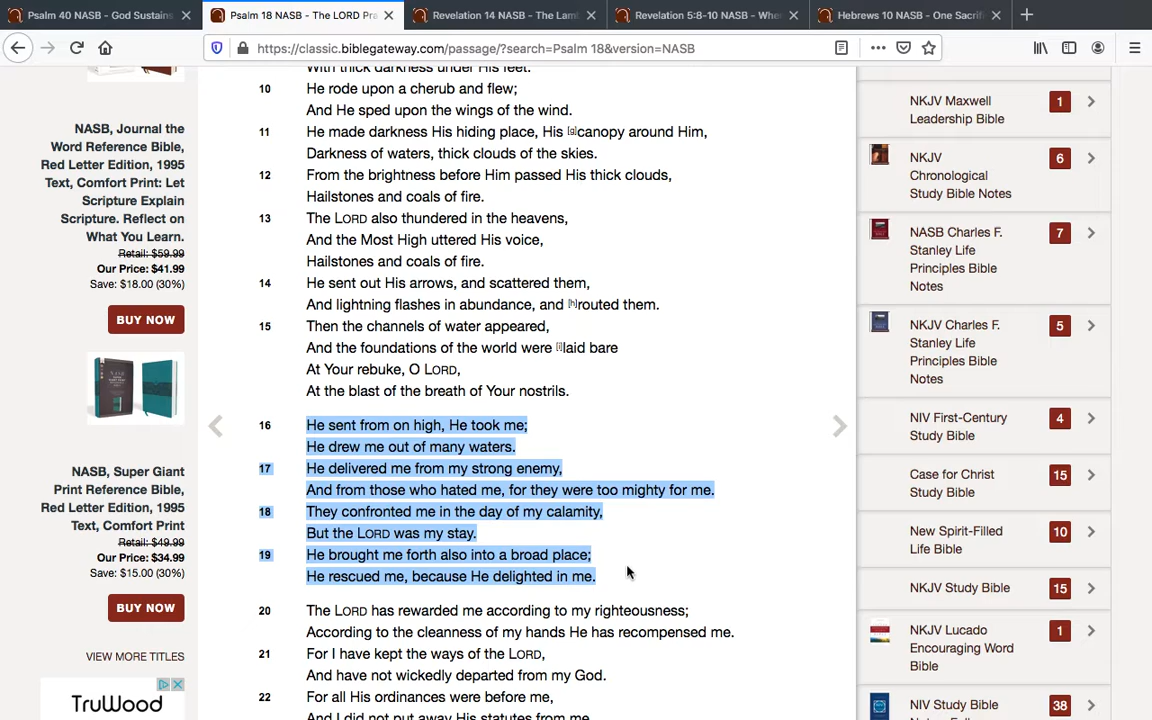 Psalm 40 NASB - God Sustains
Psalm 18 NASB - The LORD Pra
Revelation 14 NASB - The Lam
Revelation 5:8-10 NASB - Whe
Hebrews 10 NASB - One Sacrif
https://classic.biblegateway.com/passage/?search=Psalm 18&version=NASB
NASB, Journal the
Word Reference Bible,
Red Letter Edition, 1995
Text, Comfort Print: Let
Scripture Explain
Scripture. Reflect on
What You Learn.
Retail: $59.99
Our Price: $41.99
Save: $18.00 (30%)
BUY NOW
NASB, Super Giant
Print Reference Bible,
Red Letter Edition, 1995
Text, Comfort Print
Retail: $49.99
Our Price: $34.99
Save: $15.00 (30%)
BUY NOW
VIEW MORE TITLES
TruWood
With thick darkness under His feet.
10 He rode upon a cherub and flew;
And He sped upon the wings of the wind.
11 He made darkness His hiding place, His [g]canopy around Him,
Darkness of waters, thick clouds of the skies.
12 From the brightness before Him passed His thick clouds,
Hailstones and coals of fire.
13 The LORD also thundered in the heavens,
And the Most High uttered His voice,
Hailstones and coals of fire.
14 He sent out His arrows, and scattered them,
And lightning flashes in abundance, and [h]routed them.
15 Then the channels of water appeared,
And the foundations of the world were [i]laid bare
At Your rebuke, O LORD,
At the blast of the breath of Your nostrils.
16 He sent from on high, He took me;
He drew me out of many waters.
17 He delivered me from my strong enemy,
And from those who hated me, for they were too mighty for me.
18 They confronted me in the day of my calamity,
But the LORD was my stay.
19 He brought me forth also into a broad place;
He rescued me, because He delighted in me.
20 The LORD has rewarded me according to my righteousness;
According to the cleanness of my hands He has recompensed me.
21 For I have kept the ways of the LORD,
And have not wickedly departed from my God.
22 For all His ordinances were before me,
And I did not put away His statutes from me.
NKJV Maxwell
Leadership Bible
1
NKJV
Chronological
Study Bible Notes
6
NASB Charles F.
Stanley Life
Principles Bible
Notes
7
NKJV Charles F.
Stanley Life
Principles Bible
Notes
5
NIV First-Century
Study Bible
4
Case for Christ
Study Bible
15
New Spirit-Filled
Life Bible
10
NKJV Study Bible
15
NKJV Lucado
Encouraging Word
Bible
1
NIV Study Bible
38